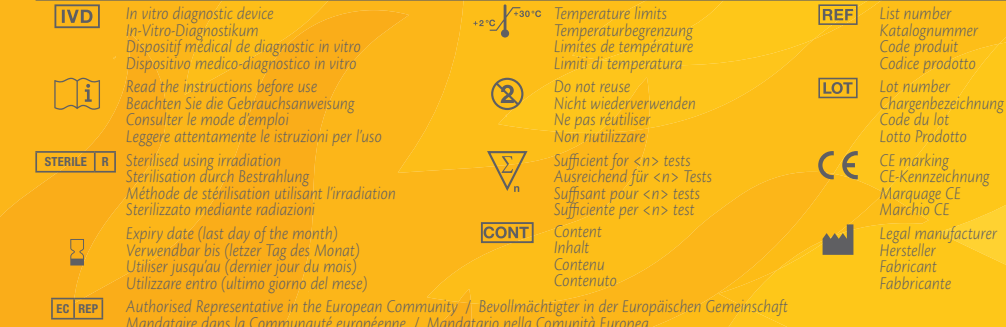 IVD
In vitro diagnostic device
In-Vitro-Diagnostikum
Dispositif médical de diagnostic in vitro
Dispositivo medico-diagnostico in vitro
i
Read the instructions before use
Beachten Sie die Gebrauchsanweisung
Consulter le mode d'emploi
Leggere attentamente le istruzioni per l'uso
STERILE R
Sterilised using irradiation
Sterilisation durch Bestrahlung
Méthode de stérilisation utilisant l'irradiation
Sterilizzato mediante radiazioni
Expiry date (last day of the month)
Verwendbar bis (letzer Tag des Monat)
Utiliser jusqu'au (dernier jour du mois)
Utilizzare entro (ultimo giorno del mese)
+2°C +30°C
Temperature limits
Temperaturbegrenzung
Limites de température
Limiti di temperatura
2
Do not reuse
Nicht wiederverwenden
Ne pas réutiliser
Non riutilizzare
Σ
n
Sufficient for <n> tests
Ausreichend für <n> Tests
Suffisant pour <n> tests
Sufficiente per <n> test
CONT
Content
Inhalt
Contenu
Contenuto
REF
List number
Katalognummer
Code produit
Codice prodotto
LOT
Lot number
Chargenbezeichnung
Code du lot
Lotto Prodotto
CE
CE marking
CE-Kennzeichnung
Marquage CE
Marchio CE
Legal manufacturer
Hersteller
Fabricant
Fabbricante
EC REP
Authorised Representative in the European Community / Bevollmächtigter in der Europäischen Gemeinschaft
Mandataire dans la Communauté européenne / Mandatario nella Comunità Europea